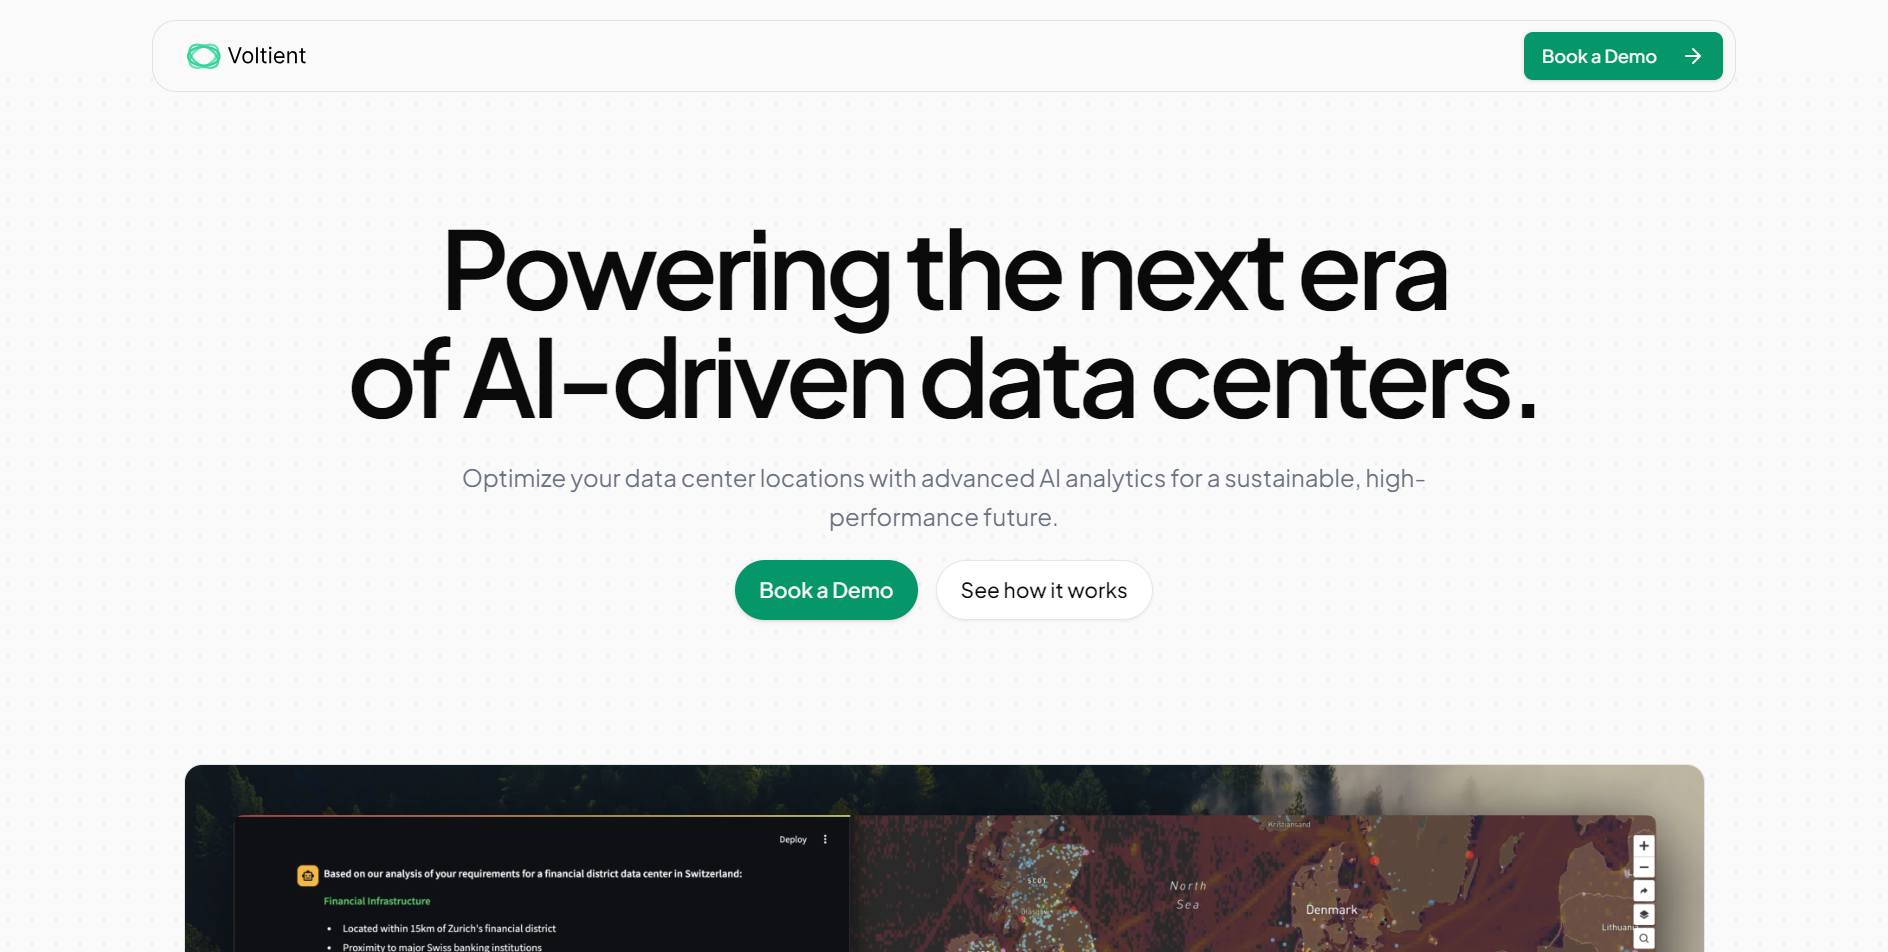 Voltient
Book a Demo
Powering the next era
of AI-driven data centers.
Optimize your data center locations with advanced AI analytics for a sustainable, high-
performance future.
Book a Demo
See how it works
Deploy
Based on our analysis of your requirements for a financial district data center in Switzerland:
Financial Infrastructure
• Located within 15km of Zurich's financial district
• Proximity to major Swiss banking institutions
Kristiansand
SCOT
Glasgow
North
Sea
Denmark
Lithuania